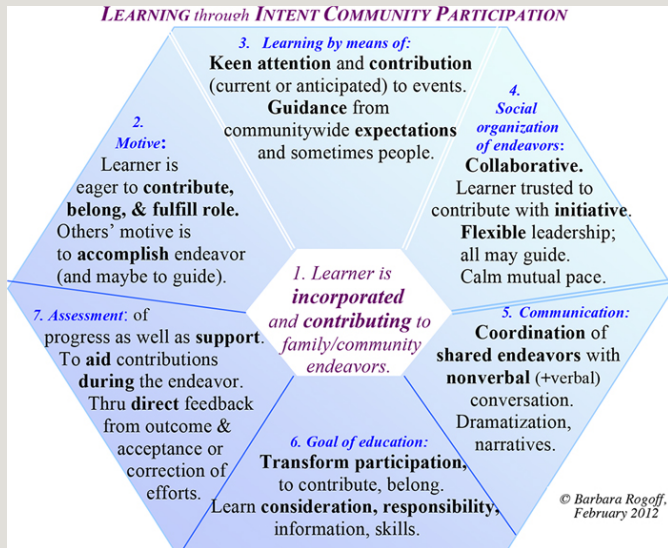 LEARNING through INTENT COMMUNITY PARTICIPATION
1. Learner is
incorporated
and contributing to
family/community
endeavors.
2.
Motive:
Learner is
eager to contribute,
belong, & fulfill role.
Others' motive is
to accomplish endeavor
(and maybe to guide).
3. Learning by means of:
Keen attention and contribution
(current or anticipated) to events.
Guidance from
communitywide expectations
and sometimes people.
4.
Social
organization
of endeavors:
Collaborative.
Learner trusted to
contribute with initiative.
Flexible leadership;
all may guide.
Calm mutual pace.
5. Communication:
Coordination of
shared endeavors with
nonverbal (+verbal)
conversation.
Dramatization,
narratives.
6. Goal of education:
Transform participation,
to contribute, belong.
Learn consideration, responsibility,
information, skills.
7. Assessment: of
progress as well as support.
To aid contributions
during the endeavor.
Thru direct feedback
from outcome &
acceptance or
correction of
efforts.
© Barbara Rogoff,
February 2012